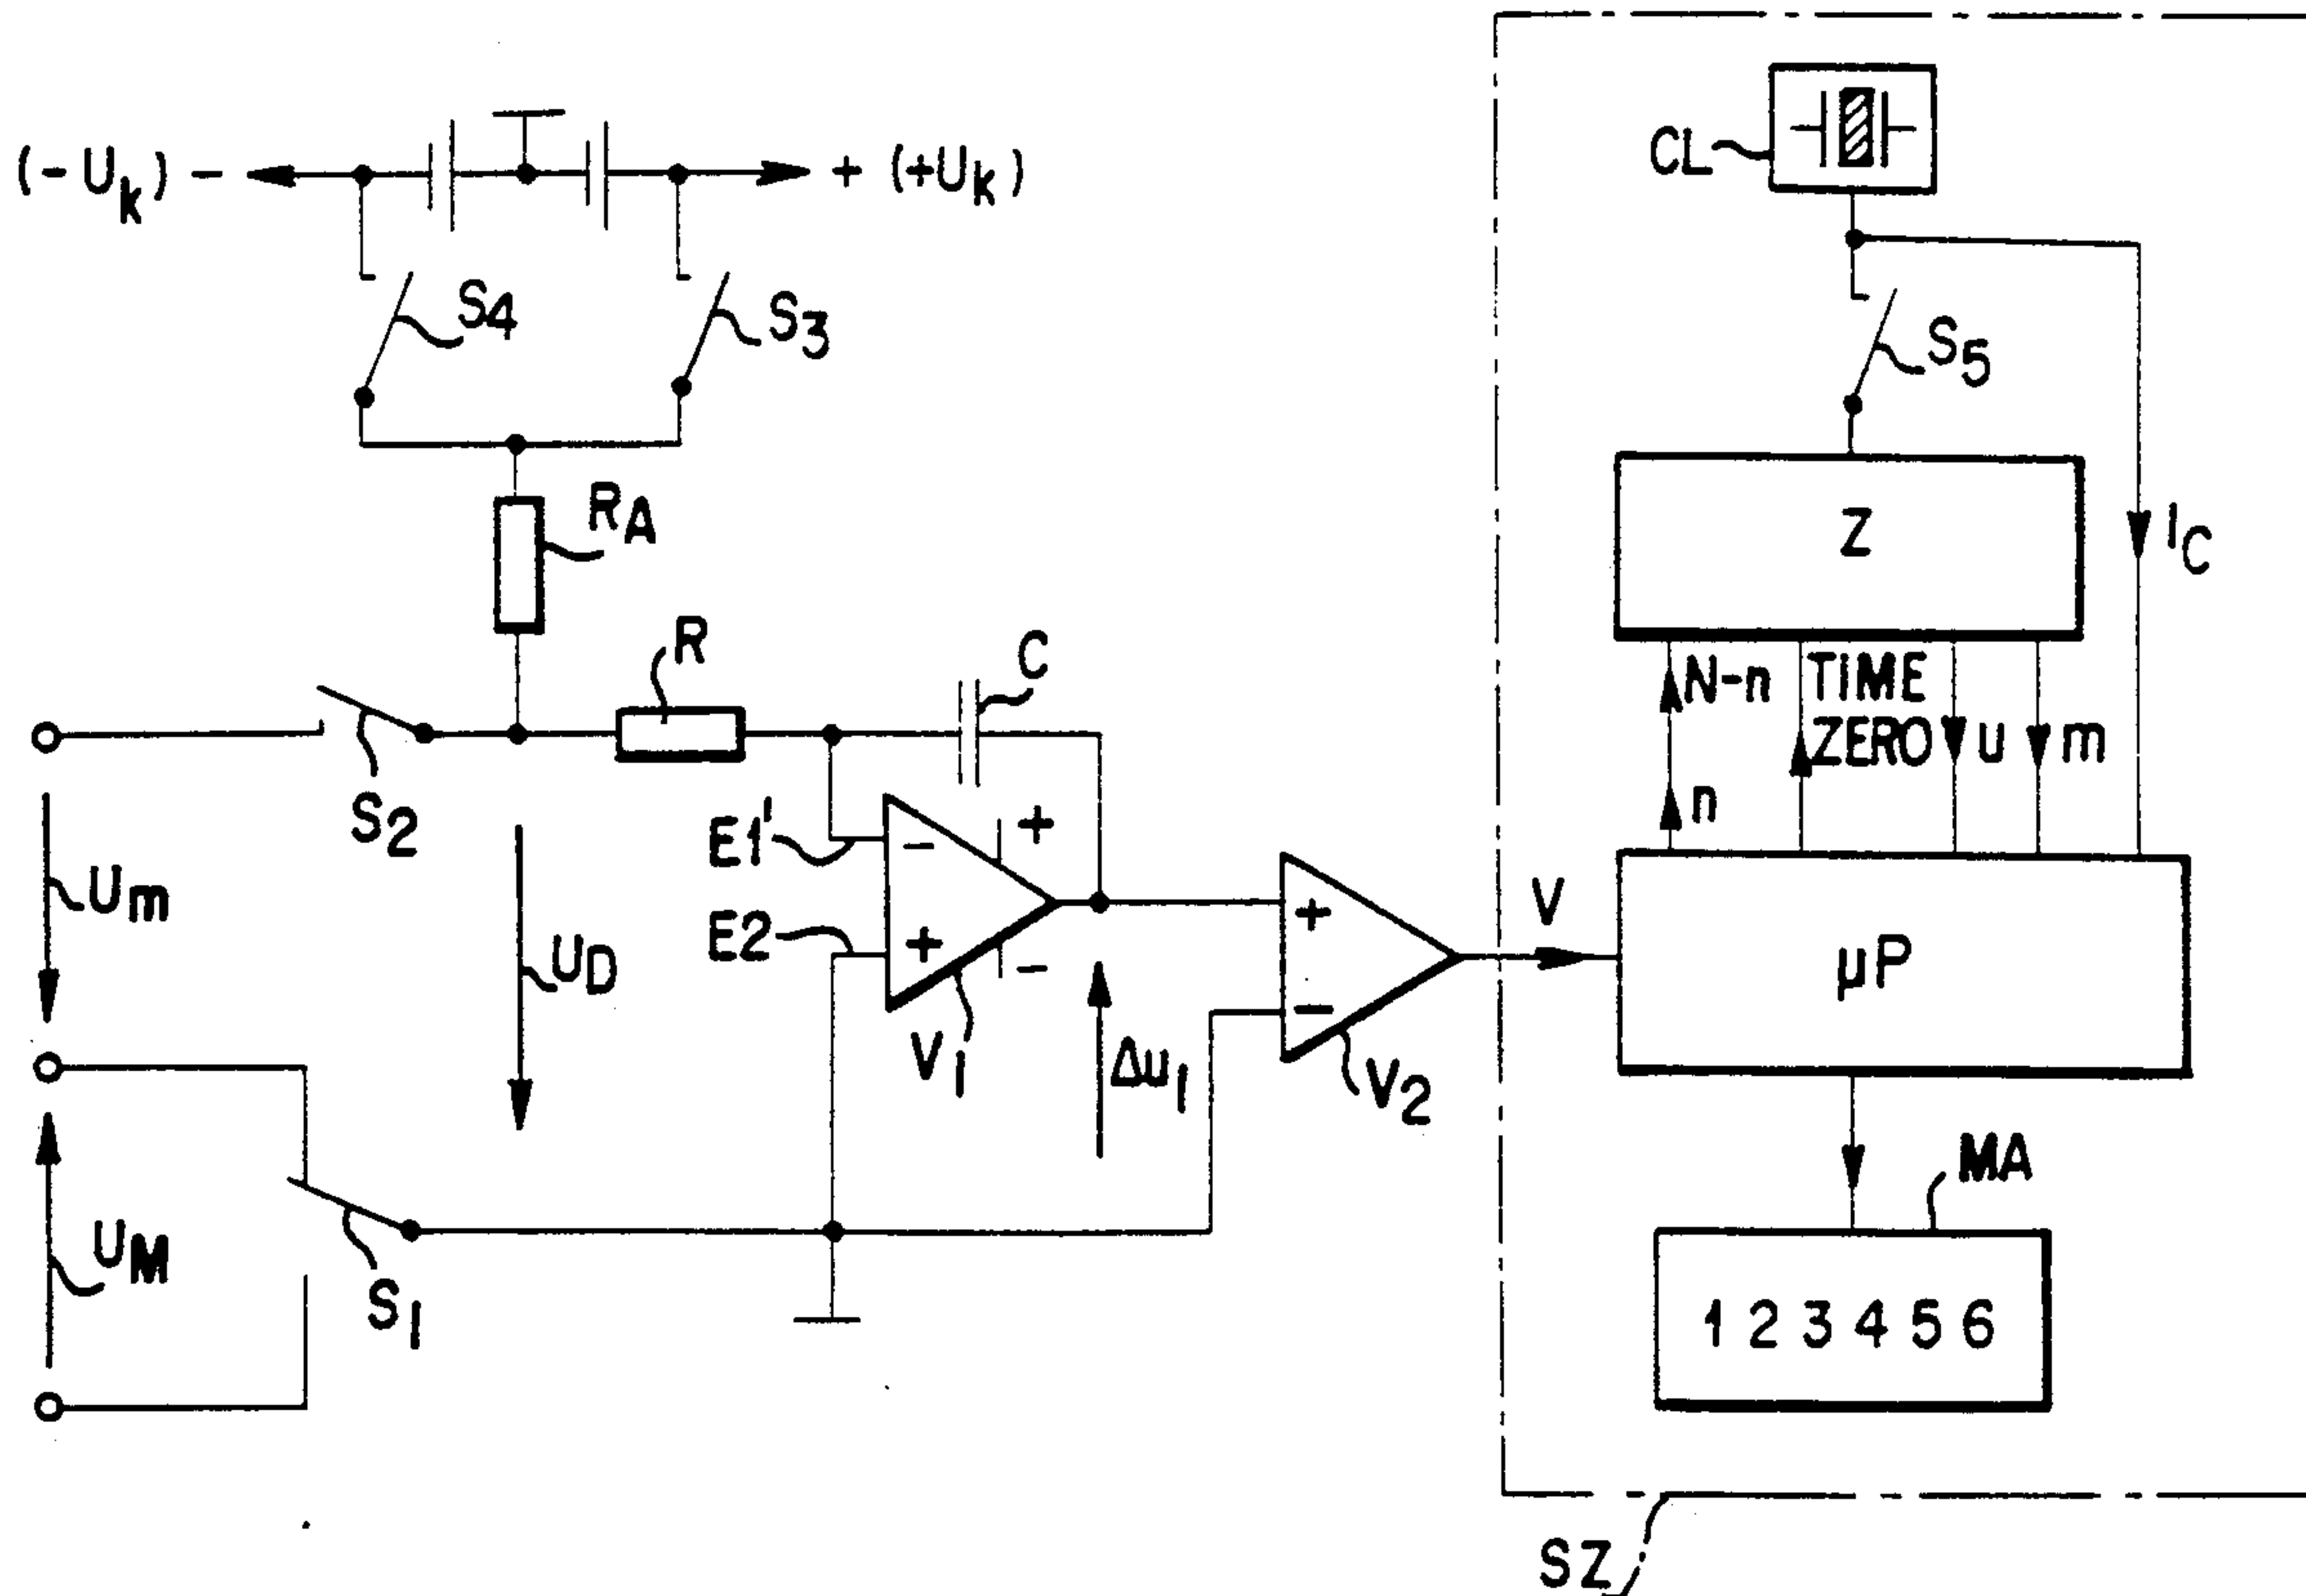 (-Uk) -
+ (+Uk)
S4
S3
RA
R
C
S2
Um
UD
E1'
E2
-
+
+
-
V1
Δu1
+
-
V2
V
UM
S1
CL
S5
Z
IC
N-n
TIME
ZERO
u
m
n
µP
MA
1 2 3 4 5 6
SZ